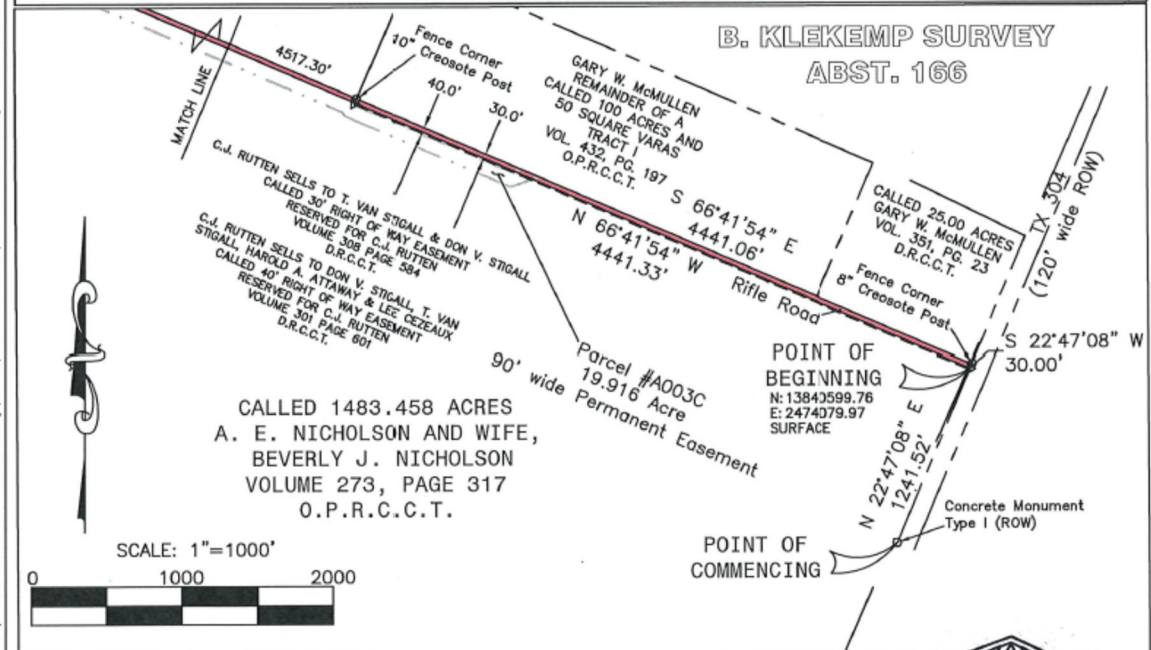 B. KLEKEMP SURVEY
ABST. 166
MATCH LINE
4517.30'
Fence Corner
10" Creosote Post
40.0'
30.0'
GARY W. McMULLEN
REMAINDER OF A
CALLED 100 ACRES AND
50 SQUARE VARAS
TRACT I
VOL. 432, PG. 197
O.P.R.C.C.T.
S 66°41'54" E
4441.06'
N 66°41'54" W
4441.33'
Rifle Road
CALLED 25.00 ACRES
GARY W. McMULLEN
VOL. 351, PG. 23
D.R.C.C.T.
Fence Corner
8" Creosote Post
TX 304
(120' wide ROW)
S 22°47'08" W
30.00'
C.J. RUTTEN SELLS TO T. VAN STIGALL & DON V. STIGALL
CALLED 30' RIGHT OF WAY EASEMENT
RESERVED FOR C.J. RUTTEN
VOLUME 308 PAGE 584
D.R.C.C.T.
C.J. RUTTEN SELLS TO DON V. STIGALL, T. VAN
STIGALL, HAROLD A. ATTAWAY & LEE CEZEAUX
CALLED 40' RIGHT OF WAY EASEMENT
RESERVED FOR C.J. RUTTEN
VOLUME 301 PAGE 601
D.R.C.C.T.
Parcel #A003C
19.916 Acre
90' wide Permanent Easement
POINT OF
BEGINNING
N:13840599.76
E: 2474079.97
SURFACE
N 22°47'08" E
1241.52'
CALLED 1483.458 ACRES
A. E. NICHOLSON AND WIFE,
BEVERLY J. NICHOLSON
VOLUME 273, PAGE 317
O.P.R.C.C.T.
Concrete Monument
Type I (ROW)
POINT OF
COMMENCING
SCALE: 1"=1000'
0 1000 2000